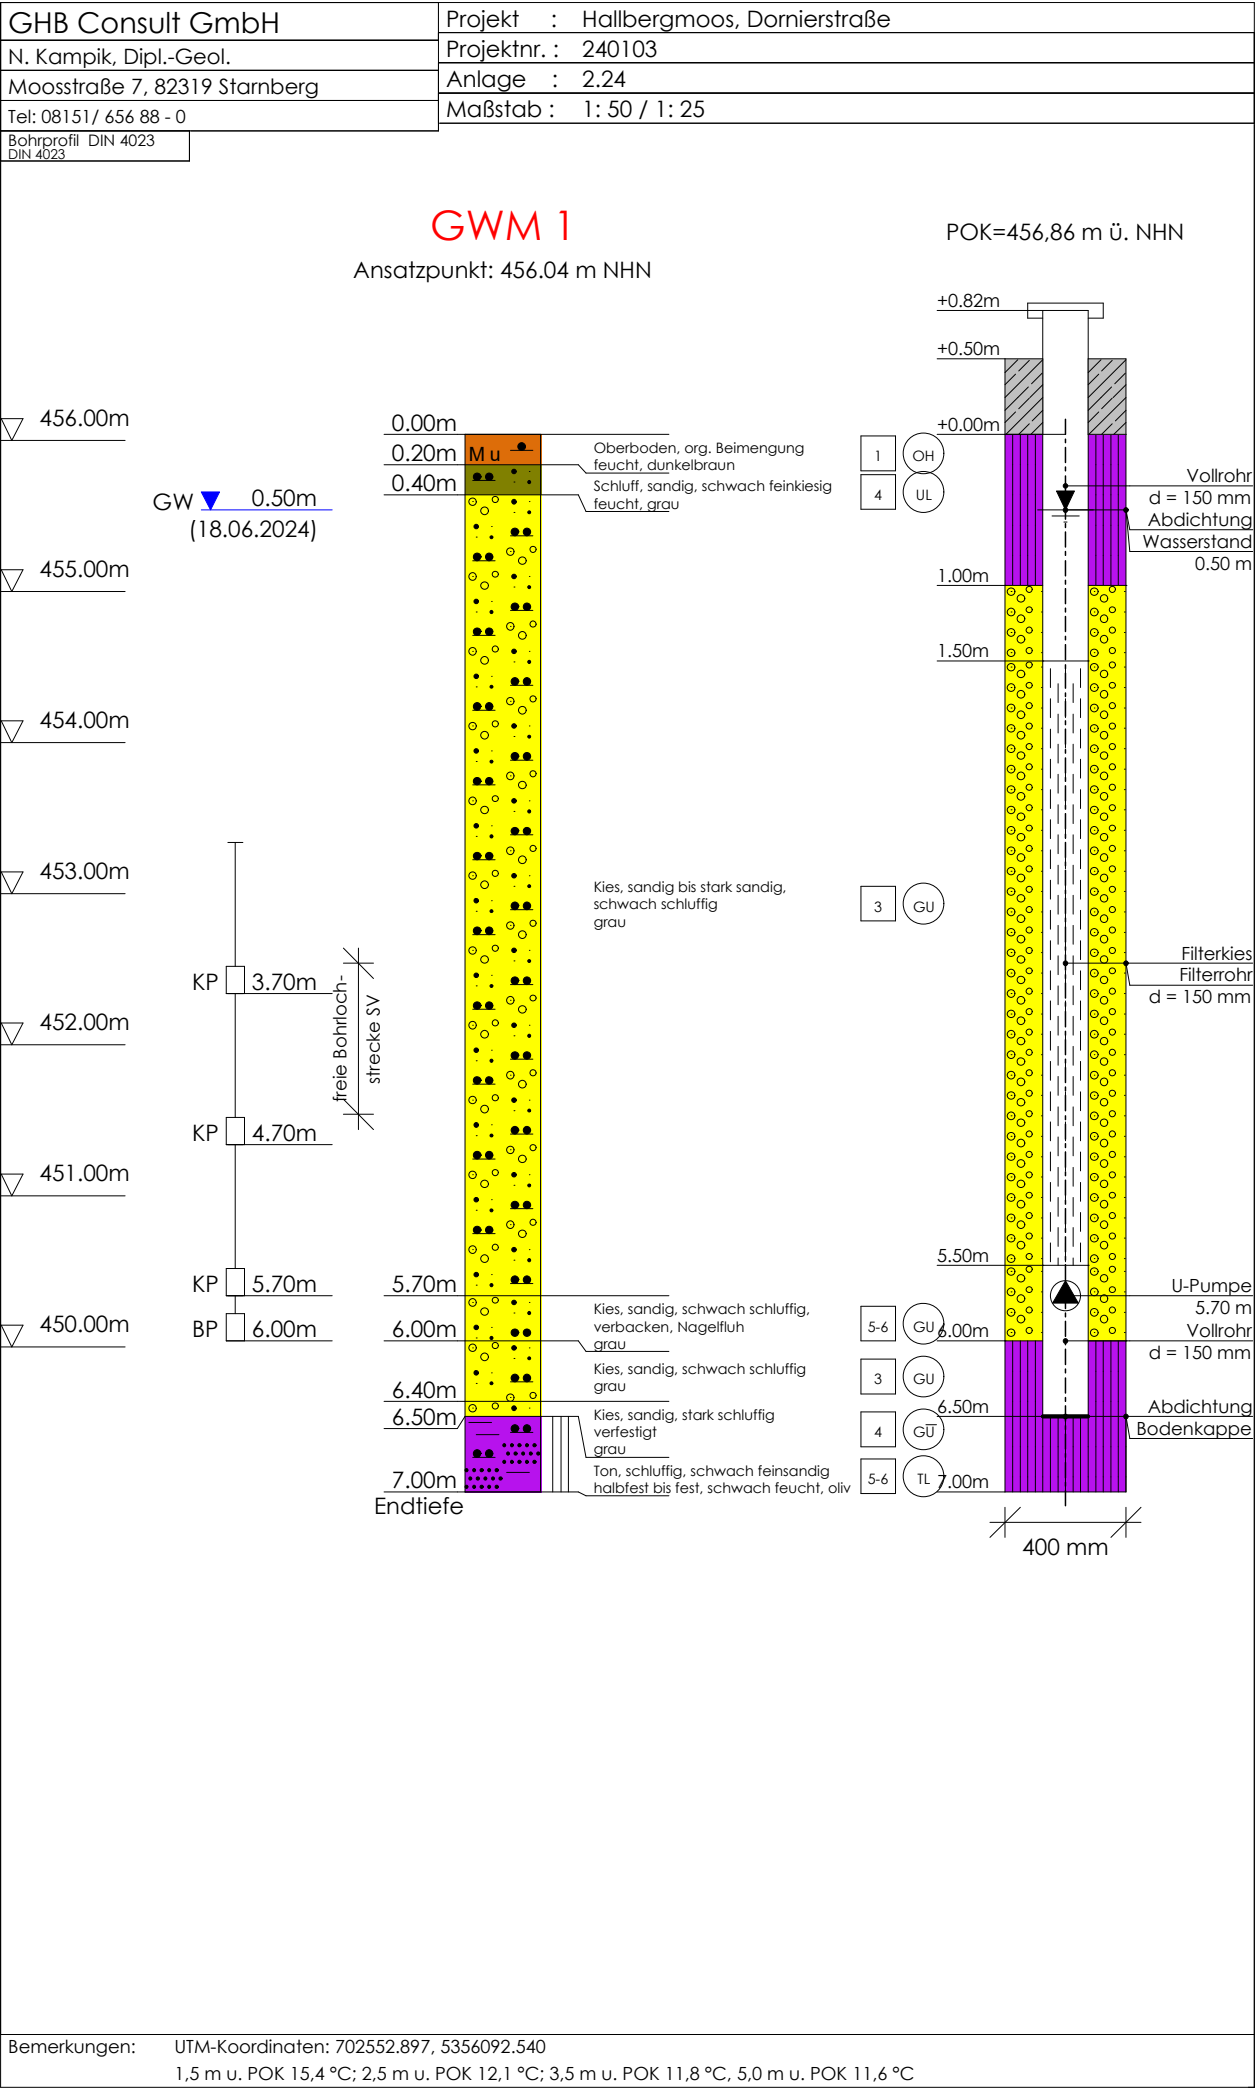 GHB Consult GmbH
N. Kampik, Dipl.-Geol.
Moosstraße 7, 82319 Starnberg
Tel: 08151/ 656 88 - 0
Projekt : Hallbergmoos, Dornierstraße
Projektnr. : 240103
Anlage : 2.24
Maßstab : 1: 50 / 1: 25
Bohrprofil DIN 4023
DIN 4023
GWM 1
Ansatzpunkt: 456.04 m NHN
POK=456,86 m ü. NHN
456.00m
455.00m
454.00m
453.00m
452.00m
451.00m
450.00m
GW 0.50m
(18.06.2024)
KP 3.70m
KP 4.70m
KP 5.70m
BP 6.00m
freie Bohrloch-
strecke SV
0.00m
0.20m
0.40m
5.70m
6.00m
6.40m
6.50m
7.00m
Endtiefe
Mu
Oberboden, org. Beimengung
feucht, dunkelbraun
1 OH
Schluff, sandig, schwach feinkiesig
feucht, grau
4 UL
Kies, sandig bis stark sandig,
schwach schluffig
grau
3 GU
Kies, sandig, schwach schluffig,
verbacken, Nagelfluh
grau
5-6 GU
Kies, sandig, schwach schluffig
grau
3 GU
Kies, sandig, stark schluffig
verfestigt
grau
4 GU̅
Ton, schluffig, schwach feinsandig
halbfest bis fest, schwach feucht, oliv
5-6 TL
+0.82m
+0.50m
+0.00m
1.00m
1.50m
5.50m
6.00m
6.50m
7.00m
Vollrohr
d = 150 mm
Abdichtung
Wasserstand
0.50 m
Filterkies
Filterrohr
d = 150 mm
U-Pumpe
5.70 m
Vollrohr
d = 150 mm
Abdichtung
Bodenkappe
400 mm
Bemerkungen: UTM-Koordinaten: 702552.897, 5356092.540
1,5 m u. POK 15,4 °C; 2,5 m u. POK 12,1 °C; 3,5 m u. POK 11,8 °C, 5,0 m u. POK 11,6 °C